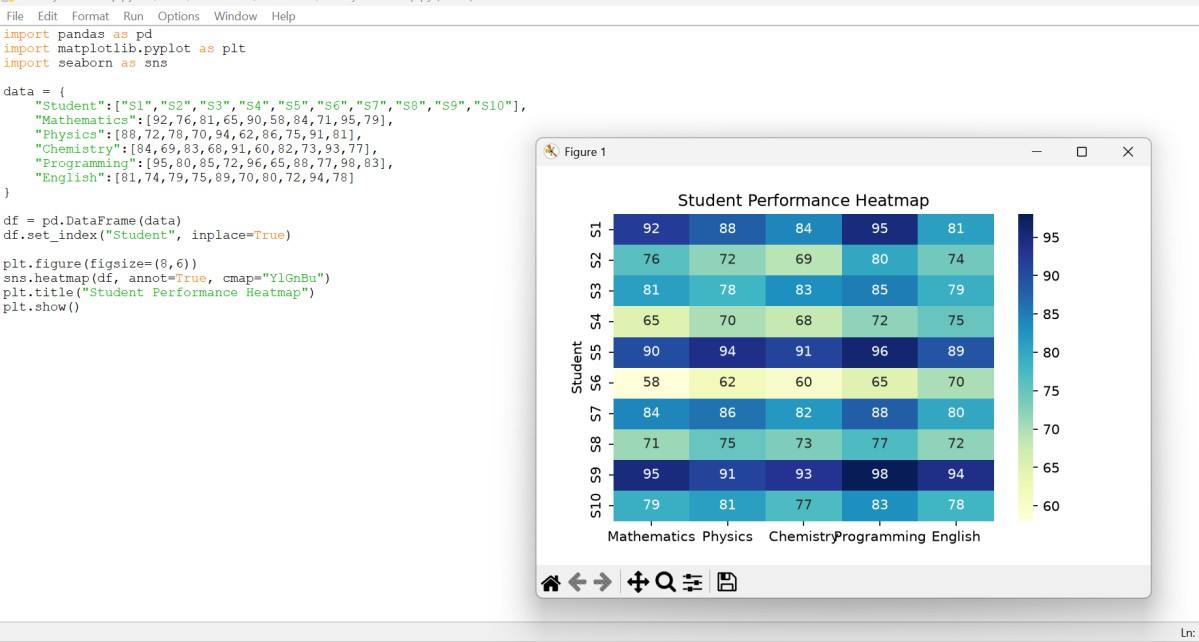 File Edit Format Run Options Window Help
import pandas as pd
import matplotlib.pyplot as plt
import seaborn as sns
data = {
    "Student":["S1","S2","S3","S4","S5","S6","S7","S8","S9","S10"],
    "Mathematics":[92,76,81,65,90,58,84,71,95,79],
    "Physics":[88,72,78,70,94,62,86,75,91,81],
    "Chemistry":[84,69,83,68,91,60,82,73,93,77],
    "Programming":[95,80,85,72,96,65,88,77,98,83],
    "English":[81,74,79,75,89,70,80,72,94,78]
}
df = pd.DataFrame(data)
df.set_index("Student", inplace=True)
plt.figure(figsize=(8,6))
sns.heatmap(df, annot=True, cmap="YlGnBu")
plt.title("Student Performance Heatmap")
plt.show()
Figure 1
Student Performance Heatmap
Student
S1 92 88 84 95 81
S2 76 72 69 80 74
S3 81 78 83 85 79
S4 65 70 68 72 75
S5 90 94 91 96 89
S6 58 62 60 65 70
S7 84 86 82 88 80
S8 71 75 73 77 72
S9 95 91 93 98 94
S10 79 81 77 83 78
Mathematics Physics Chemistry Programming English
95
90
85
80
75
70
65
60
Ln: